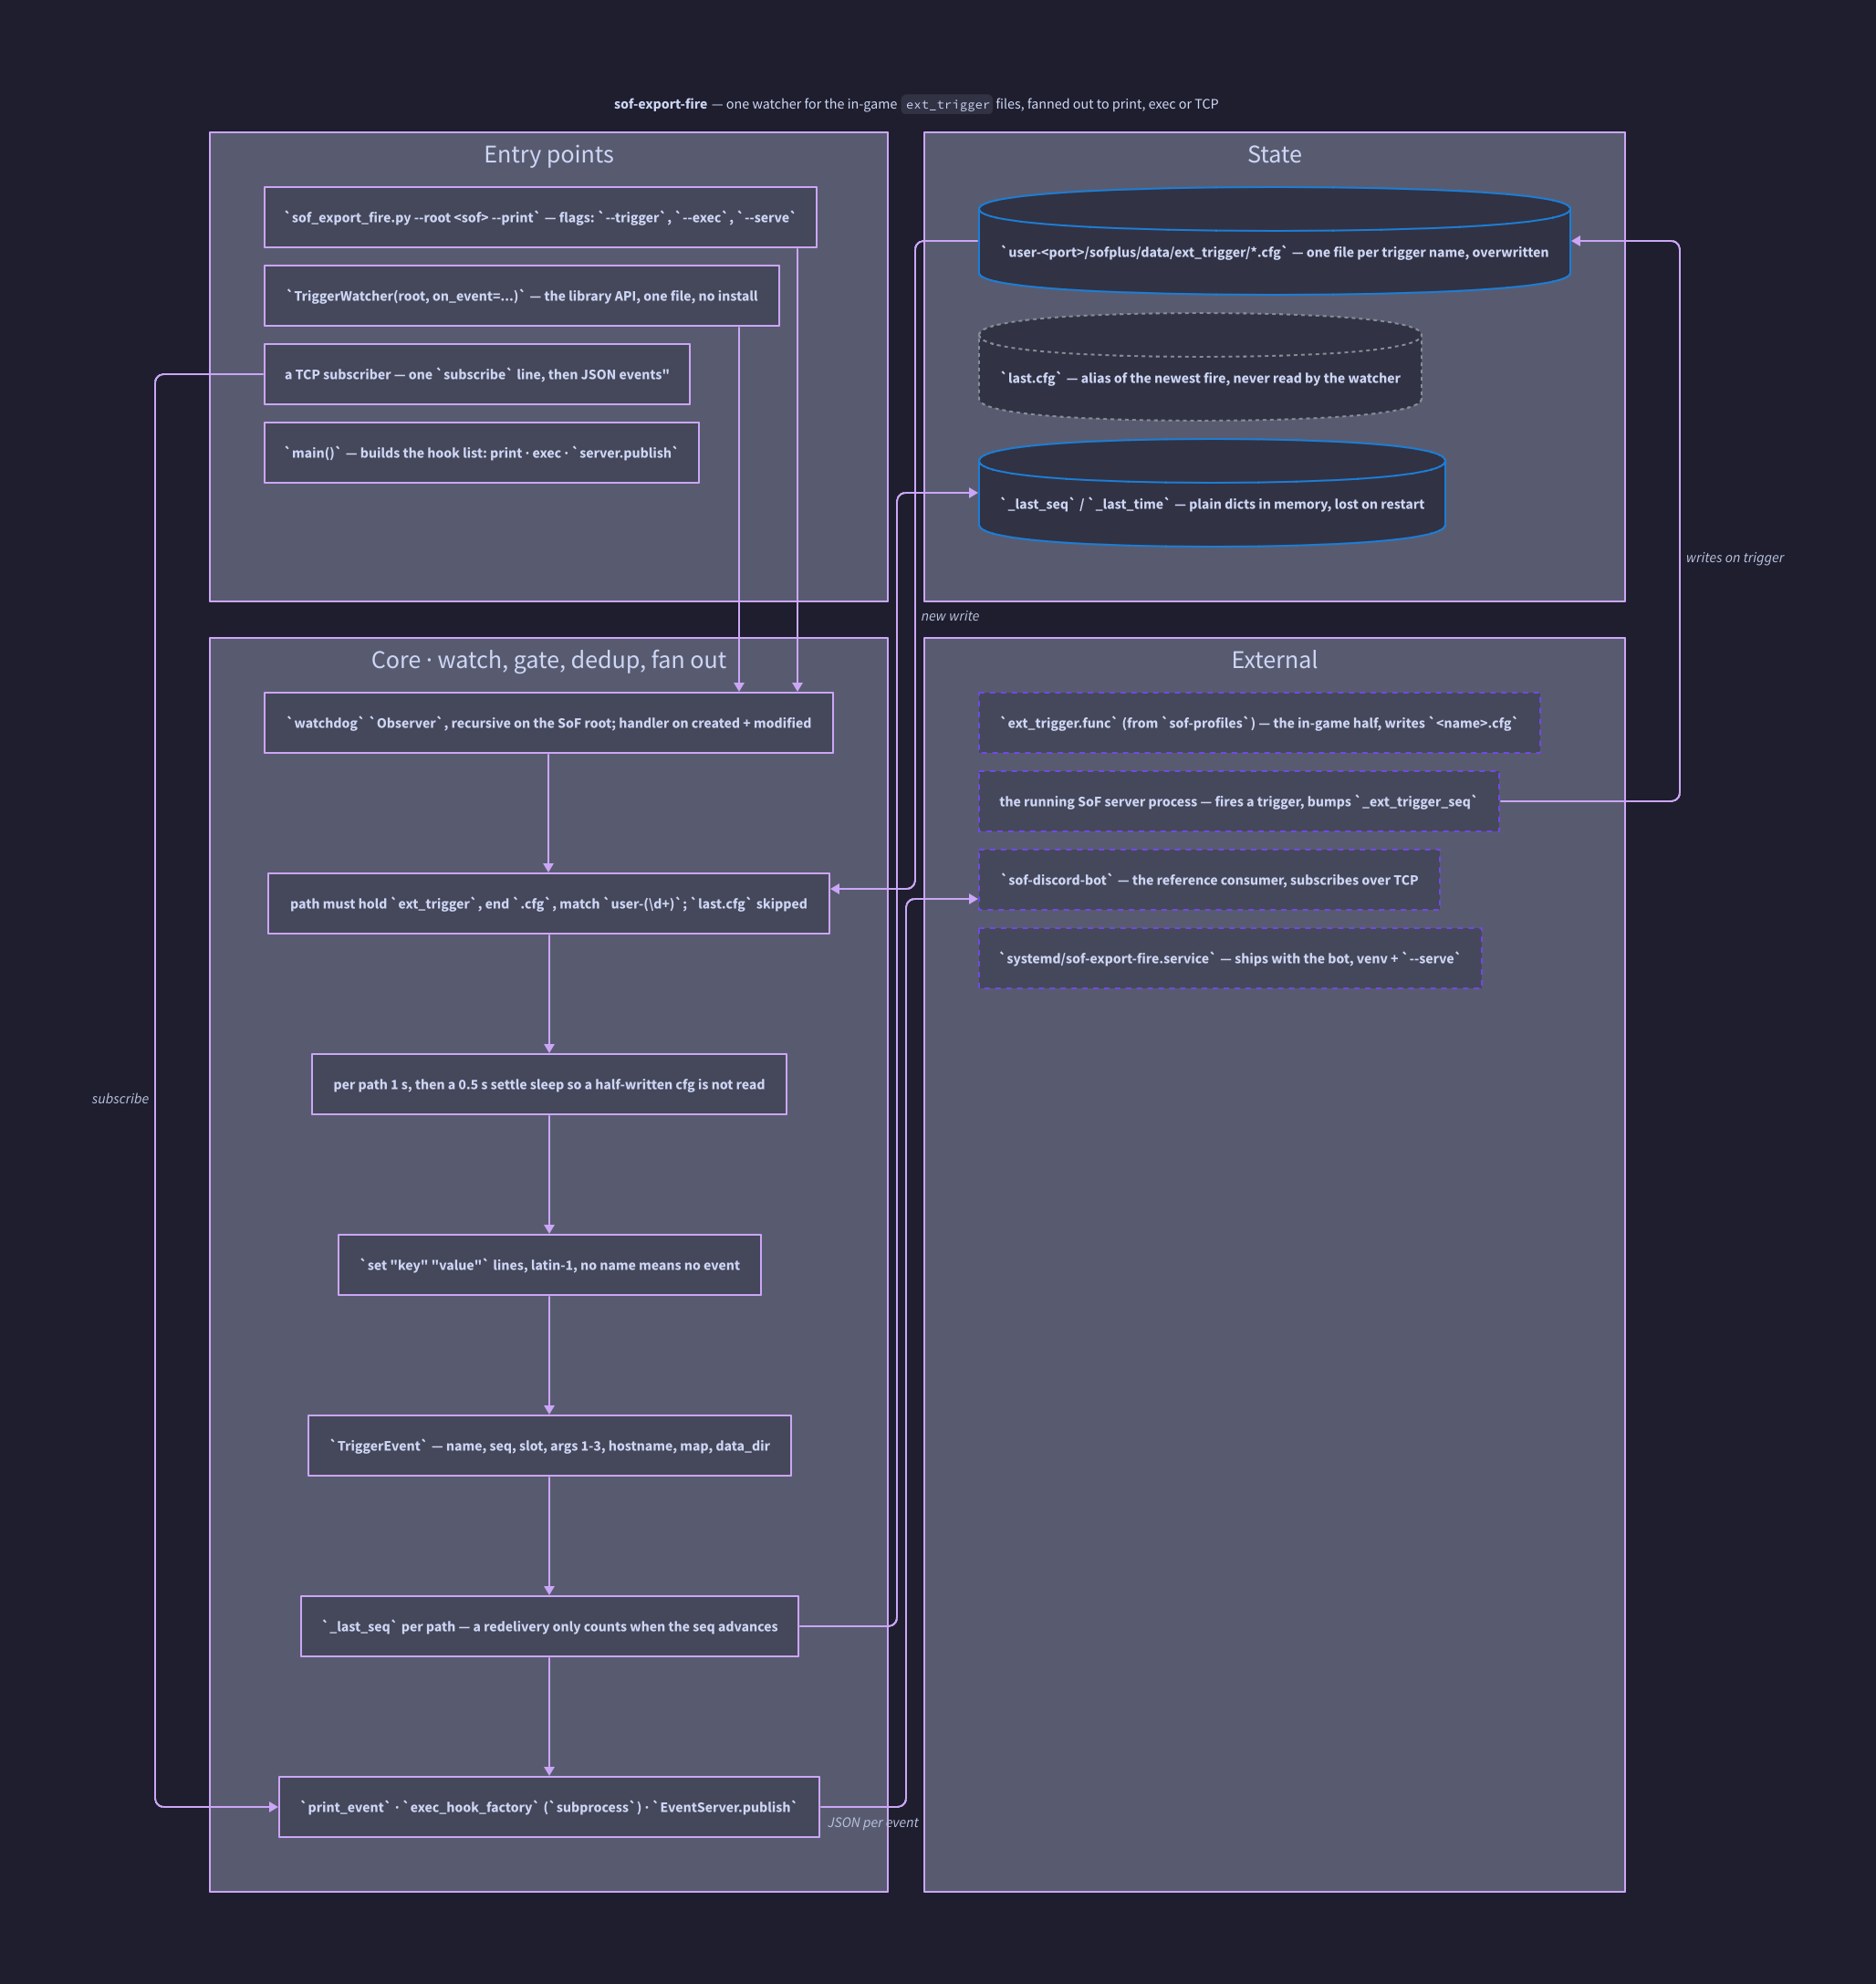 sof-export-fire — one watcher for the in-game ext_trigger files, fanned out to print, exec or TCP
Entry points
`sof_export_fire.py --root <sof> --print` — flags: `--trigger`, `--exec`, `--serve`
`TriggerWatcher(root, on_event=...)` — the library API, one file, no install
a TCP subscriber — one `subscribe` line, then JSON events"
`main()` — builds the hook list: print · exec · `server.publish`
State
`user-<port>/sofplus/data/ext_trigger/*.cfg` — one file per trigger name, overwritten
`last.cfg` — alias of the newest fire, never read by the watcher
`_last_seq` / `_last_time` — plain dicts in memory, lost on restart
writes on trigger
new write
Core · watch, gate, dedup, fan out
`watchdog` `Observer`, recursive on the SoF root; handler on created + modified
path must hold `ext_trigger`, end `.cfg`, match `user-(\d+)`; `last.cfg` skipped
per path 1 s, then a 0.5 s settle sleep so a half-written cfg is not read
`set "key" "value"` lines, latin-1, no name means no event
`TriggerEvent` — name, seq, slot, args 1-3, hostname, map, data_dir
`_last_seq` per path — a redelivery only counts when the seq advances
`print_event` · `exec_hook_factory` (`subprocess`) · `EventServer.publish`
subscribe
JSON per event
External
`ext_trigger.func` (from `sof-profiles`) — the in-game half, writes `<name>.cfg`
the running SoF server process — fires a trigger, bumps `_ext_trigger_seq`
`sof-discord-bot` — the reference consumer, subscribes over TCP
`systemd/sof-export-fire.service` — ships with the bot, venv + `--serve`